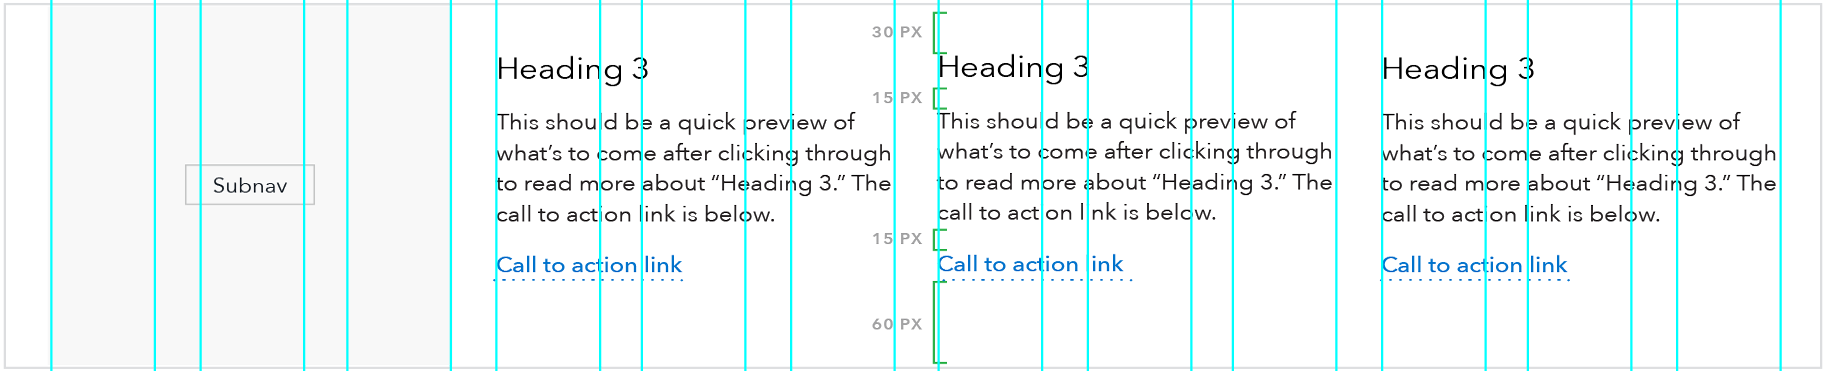 Subnav
Heading 3
This should be a quick preview of
what's to come after clicking through
to read more about “Heading 3.” The
call to action link is below.
Call to action link
30 PX
15 PX
15 PX
60 PX
Heading 3
This should be a quick preview of
what's to come after clicking through
to read more about “Heading 3.” The
call to action link is below.
Call to action link
Heading 3
This should be a quick preview of
what's to come after clicking through
to read more about “Heading 3.” The
call to action link is below.
Call to action link